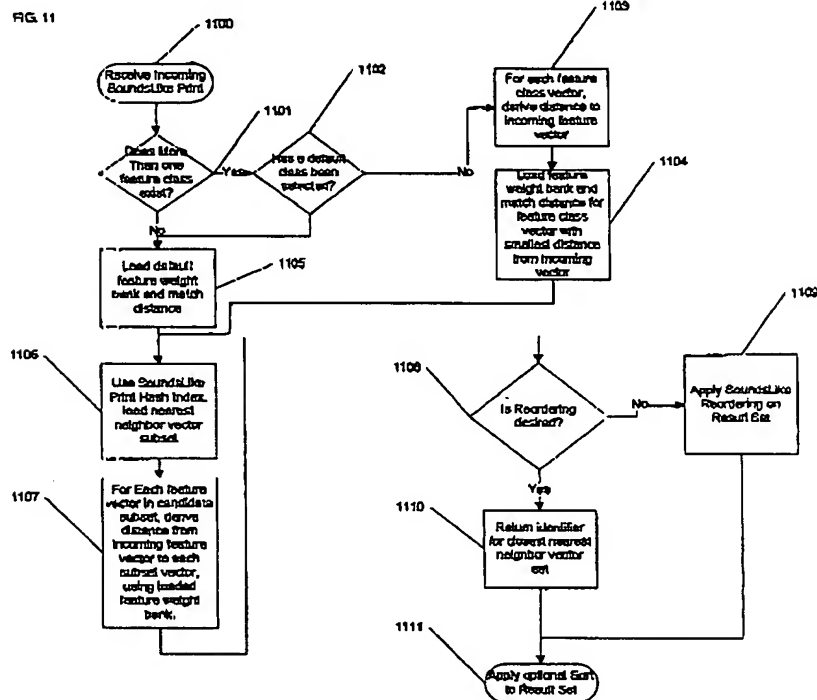 FIG. 11
1100
Receive Incoming
SoundsLike Print
1101
Does More
Than one
feature class
exist?
Yes
1102
Has a default
class been
selected?
No
No
1103
For each feature
class vector,
derive distance to
incoming feature
vector
1104
Load feature
weight bank and
match distance for
feature class
vector with
smallest distance
from incoming
vector
1105
Load default
feature weight
bank and match
distance
1106
Use SoundsLike
Print Hash Index,
load nearest
neighbor vector
subset.
1107
For Each feature
vector in candidate
subset, derive
distance from
incoming feature
vector to each
subset vector,
using loaded
feature weight
bank.
1108
Is Reordering
desired?
No
1109
Apply SoundsLike
Reordering on
Result Set
Yes
1110
Return identifier
for closest nearest
neighbor vector
set
1111
Apply optional Sort
to Result Set